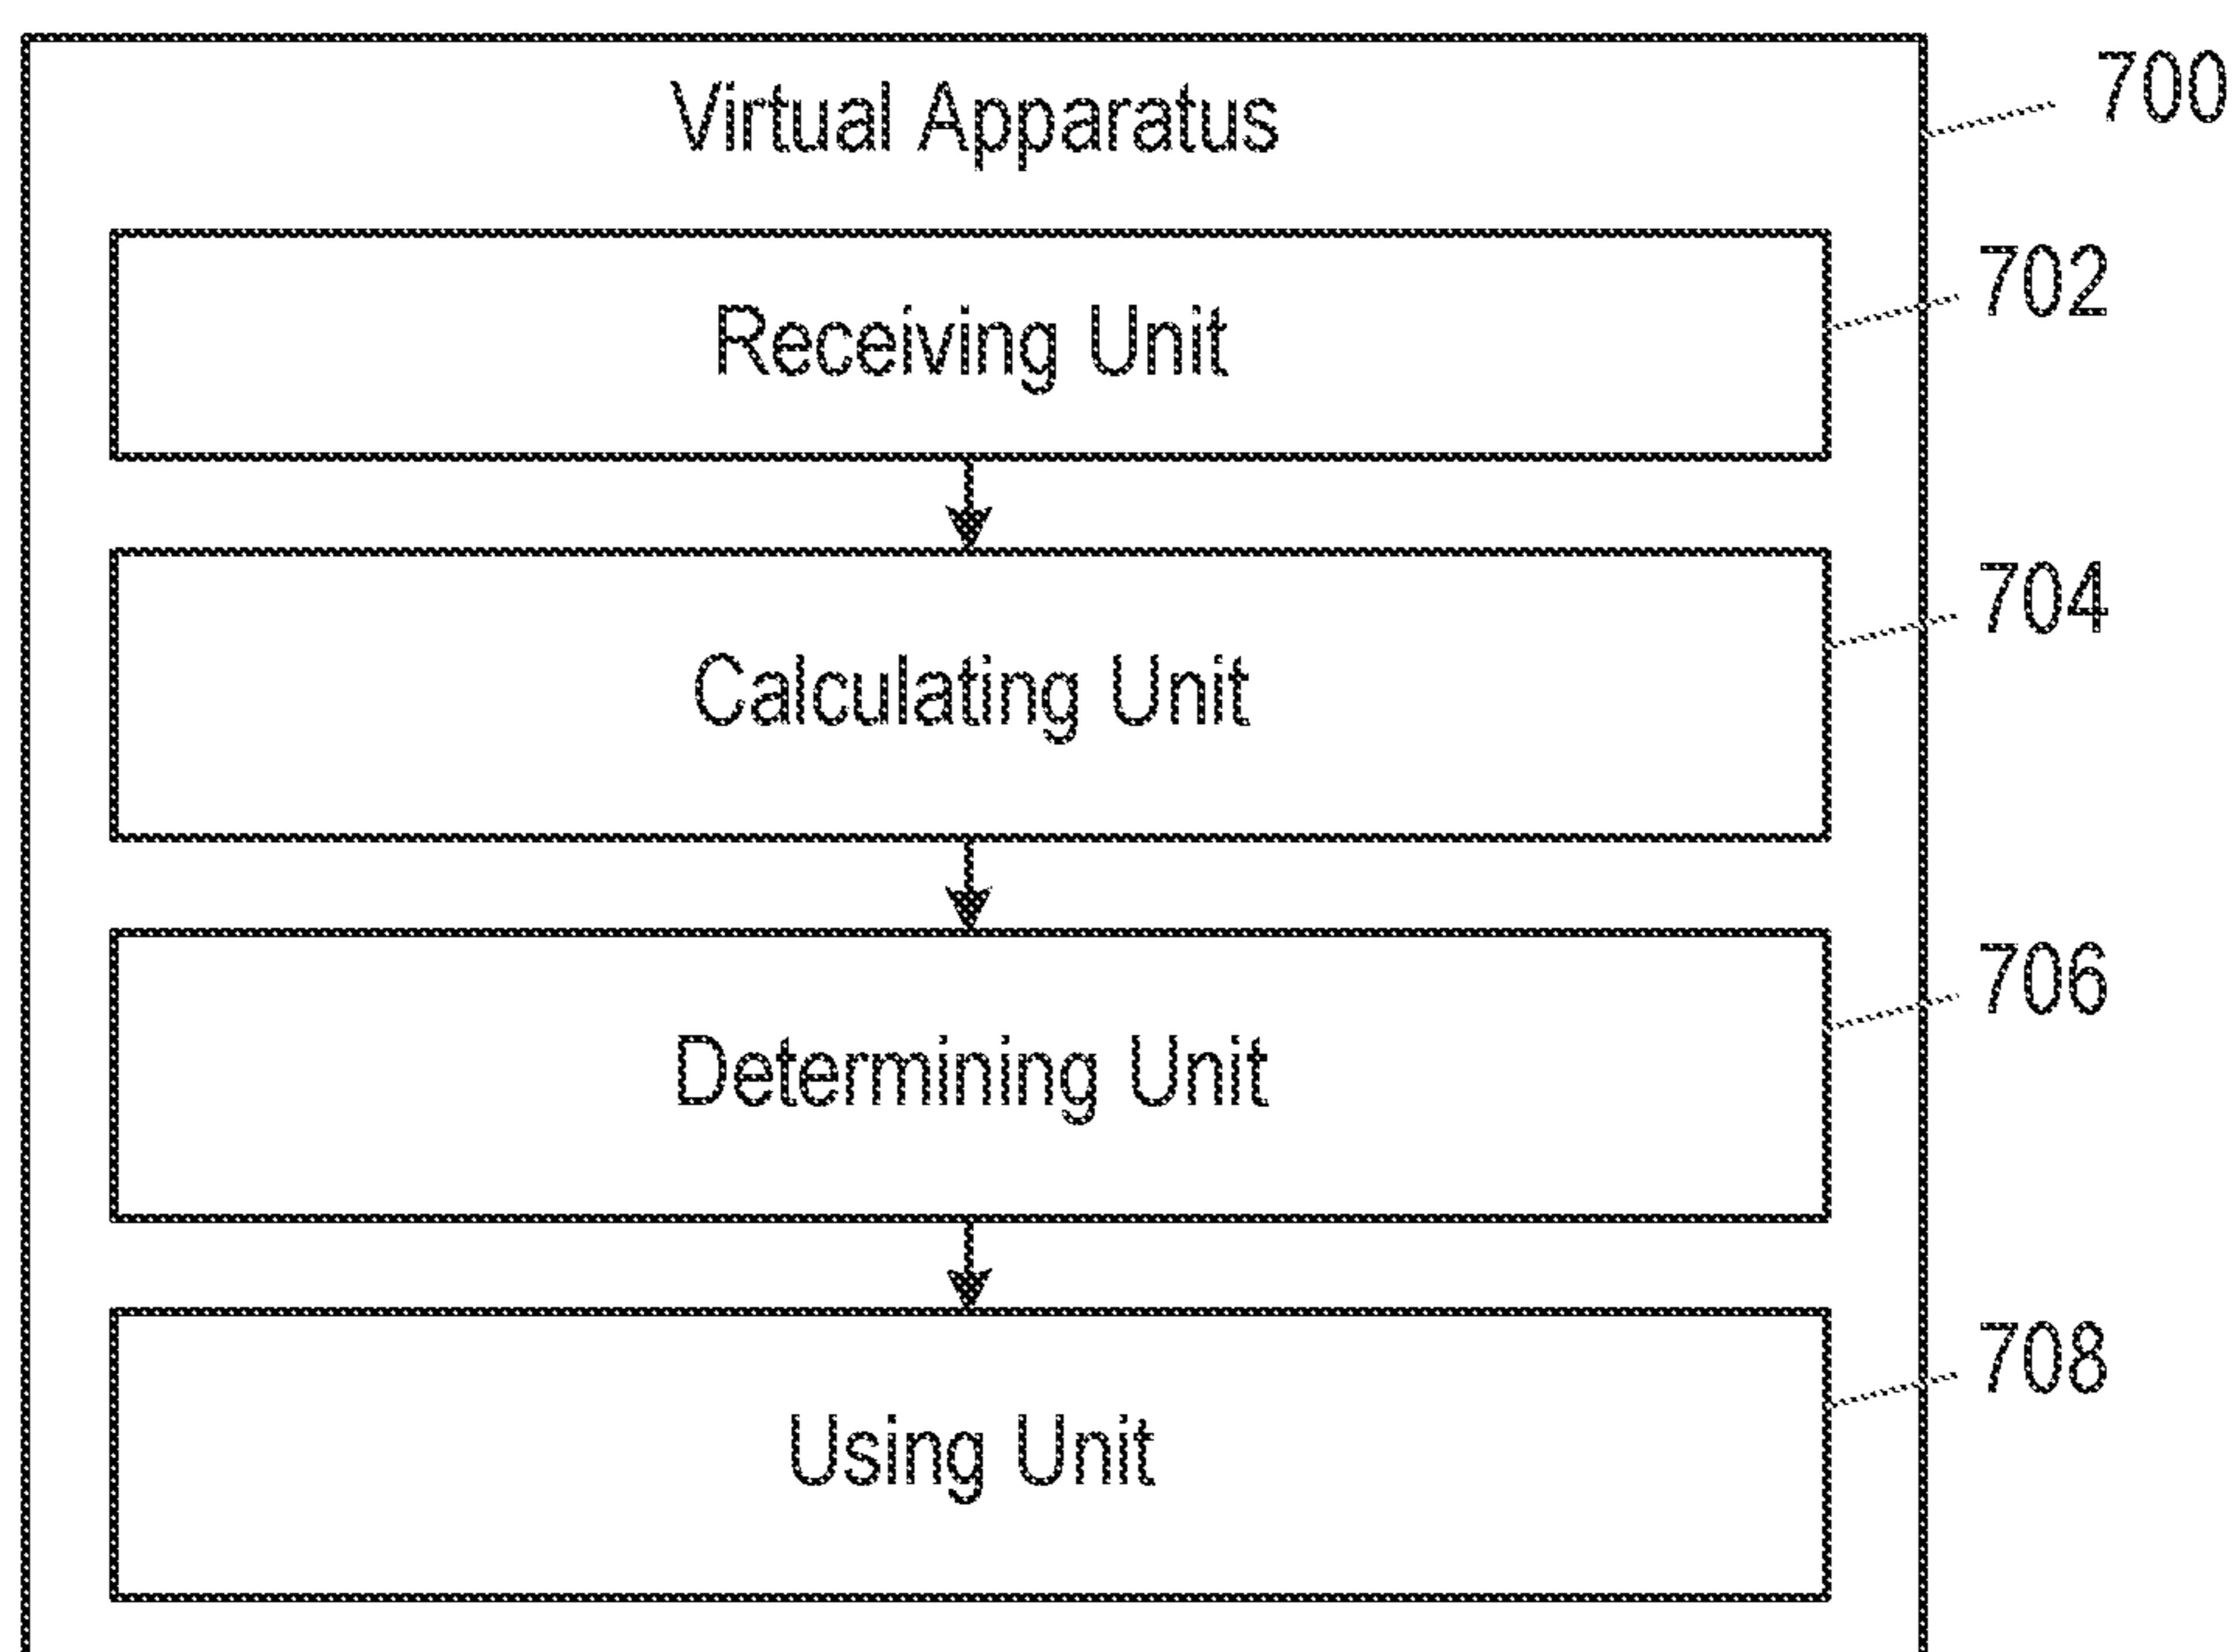 Virtual Apparatus
700
Receiving Unit
702
Calculating Unit
704
Determining Unit
706
Using Unit
708